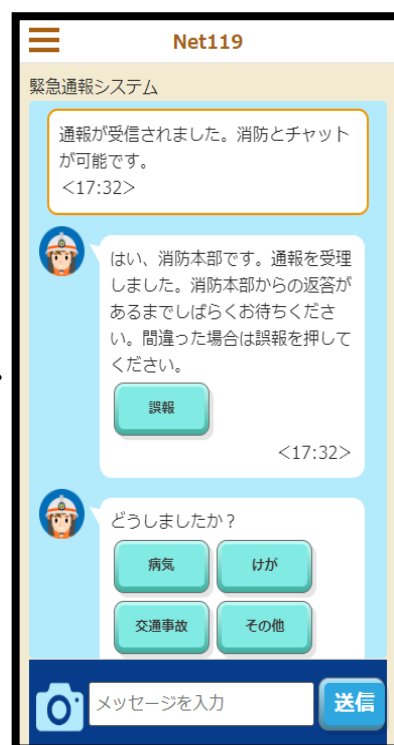 Net119
緊急通報システム
通報が受信されました。消防とチャット
が可能です。
<17:32>
はい、消防本部です。通報を受理
しました。消防本部からの返答が
あるまでしばらくお待ちくださ
い。間違った場合は誤報を押して
ください。
誤報
<17:32>
どうしましたか？
病気
けが
交通事故
その他
メッセージを入力
送信